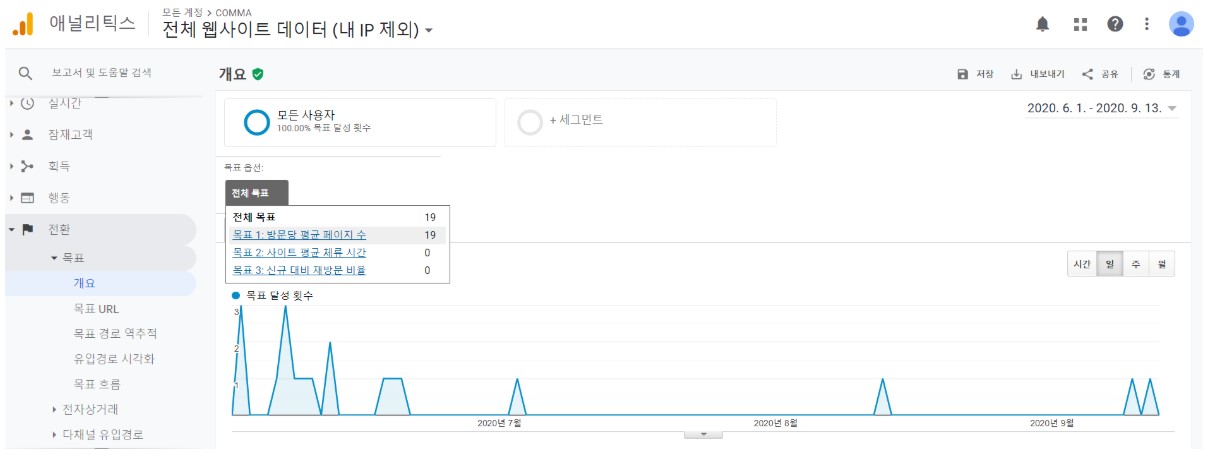 애널리틱스
모든 계정 > COMMA
전체 웹사이트 데이터 (내 IP 제외)
보고서 및 도움말 검색
개요
저장
내보내기
공유
통계
실시간
잠재고객
획득
행동
전환
목표
개요
목표 URL
목표 경로 역추적
유입경로 시각화
목표 흐름
전자상거래
다채널 유입경로
모든 사용자
100.00% 목표 달성 횟수
+ 세그먼트
2020. 6. 1. - 2020. 9. 13.
목표 옵션:
전체 목표
전체 목표 19
목표 1: 방문당 평균 페이지 수 19
목표 2: 사이트 평균 체류 시간 0
목표 3: 신규 대비 재방문 비율 0
시간 일 주 월
목표 달성 횟수
3
2
1
2020년 7월
2020년 8월
2020년 9월